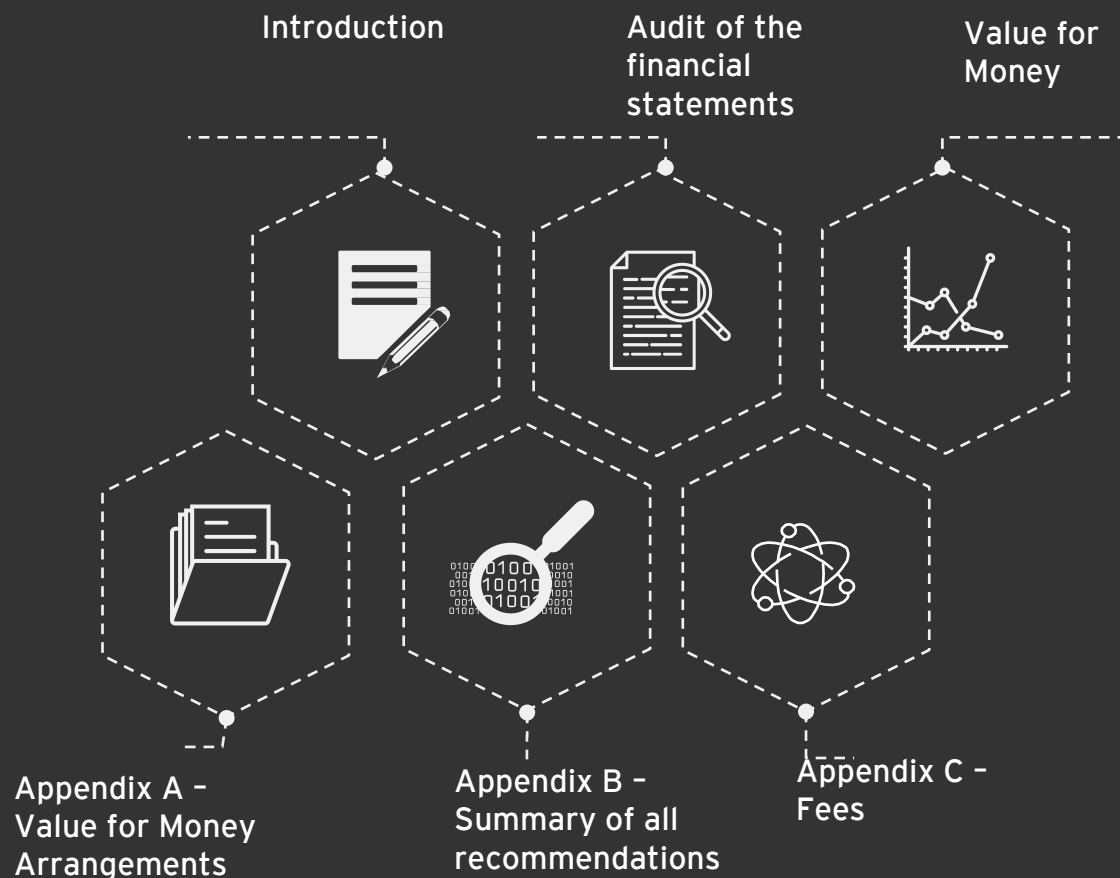 Introduction
Audit of the
financial
statements
Value for
Money
Appendix A –
Value for Money
Arrangements
Appendix B –
Summary of all
recommendations
Appendix C –
Fees